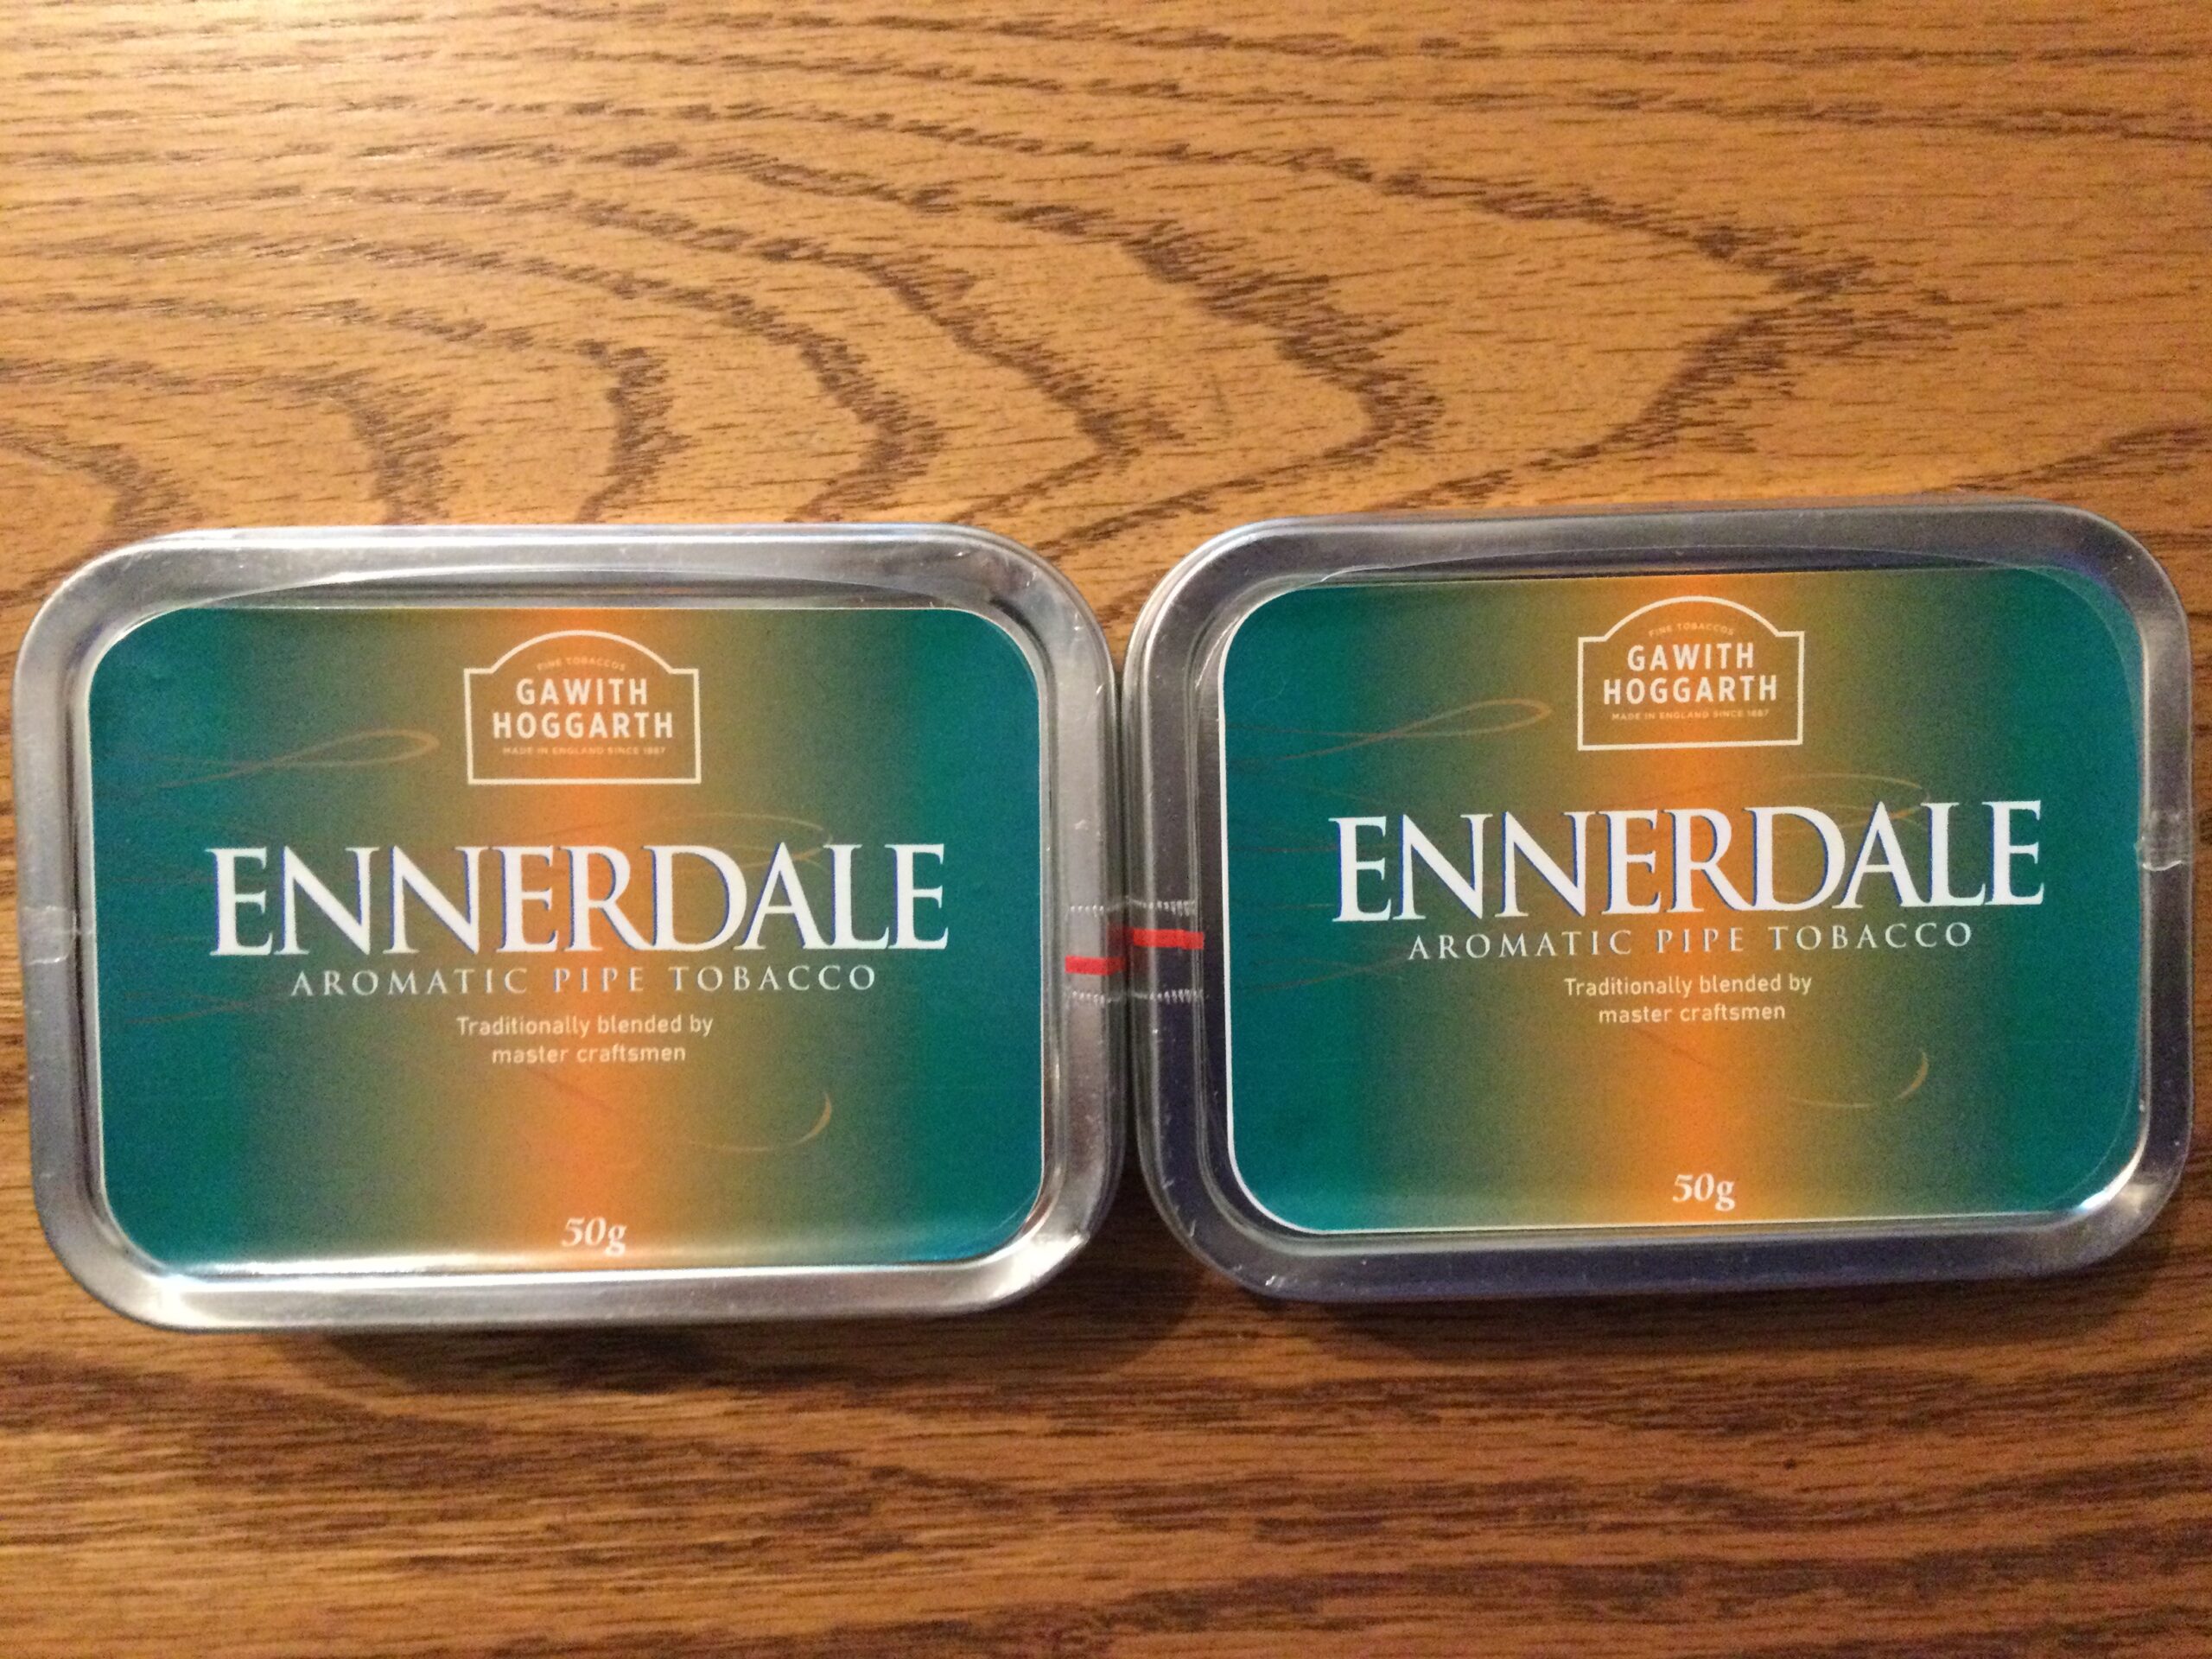 FINE TOBACCOS
GAWITH
HOGGARTH
MADE IN ENGLAND SINCE 1887
ENNERDALE
AROMATIC PIPE TOBACCO
Traditionally blended by
master craftsmen
50g
FINE TOBACCOS
GAWITH
HOGGARTH
MADE IN ENGLAND SINCE 1887
ENNERDALE
AROMATIC PIPE TOBACCO
Traditionally blended by
master craftsmen
50g